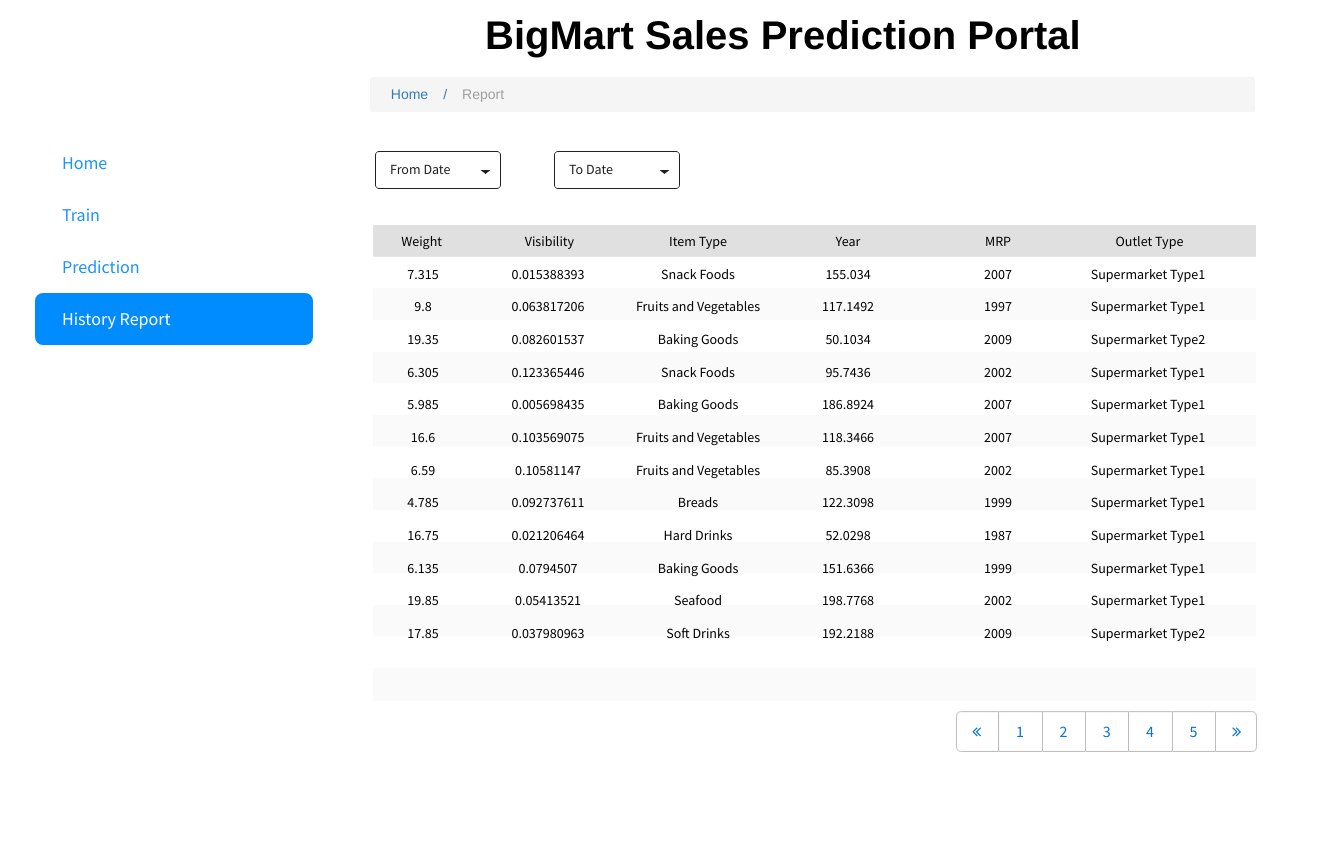 BigMart Sales Prediction Portal
Home / Report
Home
Train
Prediction
History Report
From Date To Date
Weight Visibility Item Type Year MRP Outlet Type
7.315 0.015388393 Snack Foods 155.034 2007 Supermarket Type1
9.8 0.063817206 Fruits and Vegetables 117.1492 1997 Supermarket Type1
19.35 0.082601537 Baking Goods 50.1034 2009 Supermarket Type2
6.305 0.123365446 Snack Foods 95.7436 2002 Supermarket Type1
5.985 0.005698435 Baking Goods 186.8924 2007 Supermarket Type1
16.6 0.103569075 Fruits and Vegetables 118.3466 2007 Supermarket Type1
6.59 0.10581147 Fruits and Vegetables 85.3908 2002 Supermarket Type1
4.785 0.092737611 Breads 122.3098 1999 Supermarket Type1
16.75 0.021206464 Hard Drinks 52.0298 1987 Supermarket Type1
6.135 0.0794507 Baking Goods 151.6366 1999 Supermarket Type1
19.85 0.05413521 Seafood 198.7768 2002 Supermarket Type1
17.85 0.037980963 Soft Drinks 192.2188 2009 Supermarket Type2
« 1 2 3 4 5 »